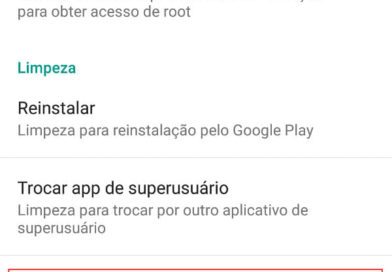 para obter acesso de root
Limpeza
Reinstalar
Limpeza para reinstalação pelo Google Play
Trocar app de superusuário
Limpeza para trocar por outro aplicativo de
superusuário